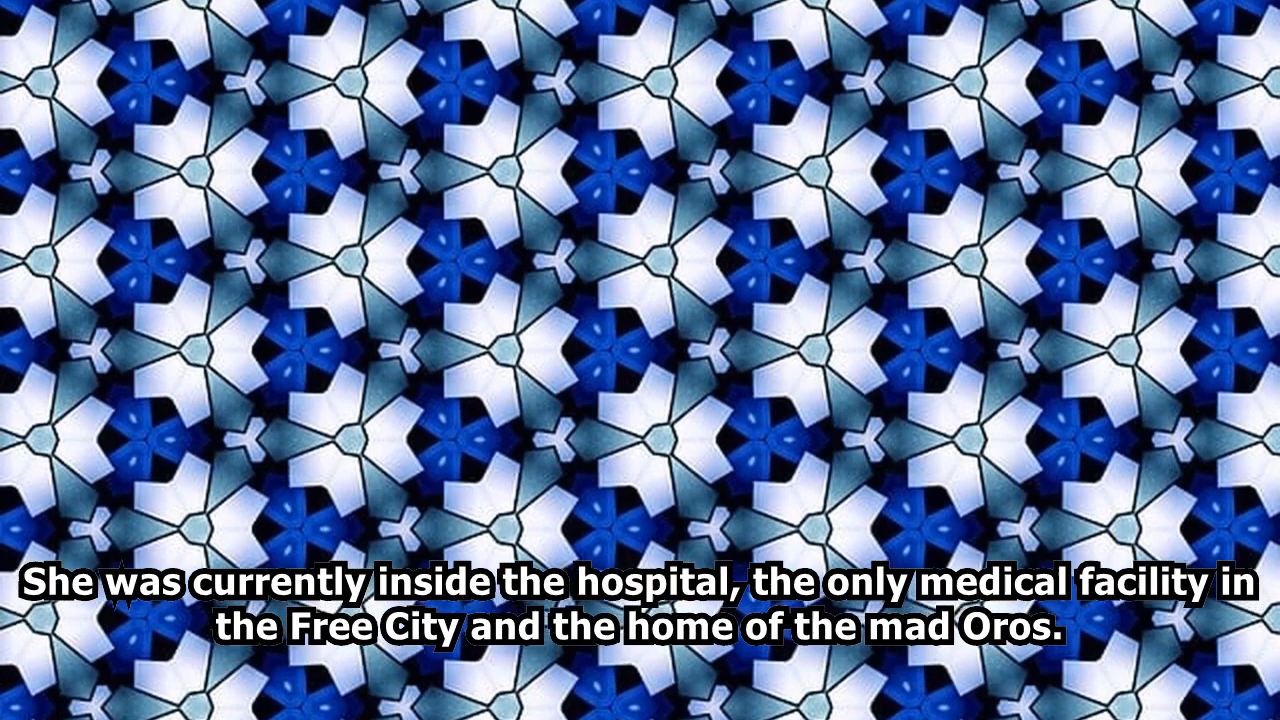 She was currently inside the hospital, the only medical facility in
the Free City and the home of the mad Oros.